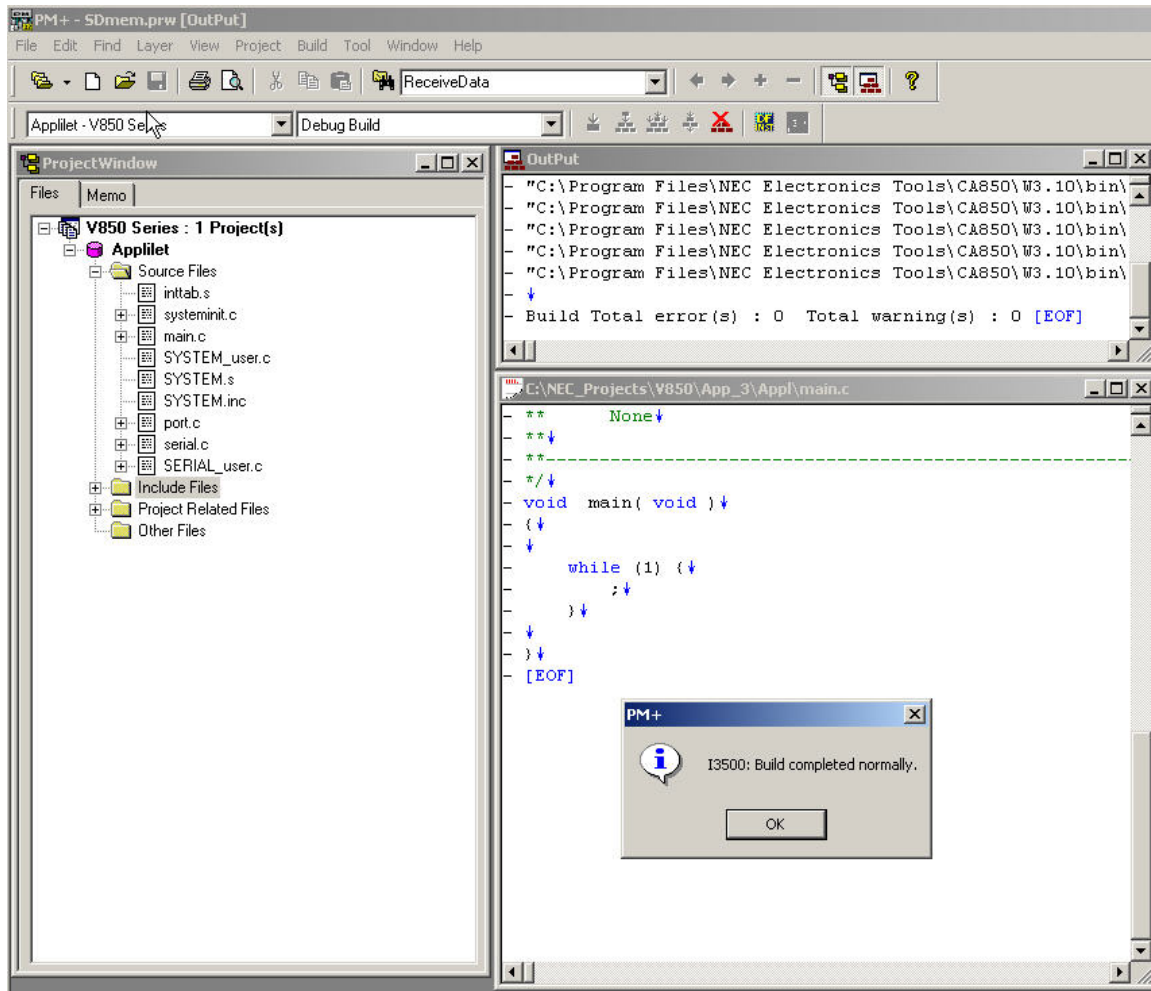 PM+ - SDmem.prw [OutPut]
File Edit Find Layer View Project Build Tool Window Help
ReceiveData
Applilet - V850 Series
Debug Build
ProjectWindow
Files Memo
V850 Series : 1 Project(s)
Applilet
Source Files
inttab.s
systeminit.c
main.c
SYSTEM_user.c
SYSTEM.s
SYSTEM.inc
port.c
serial.c
SERIAL_user.c
Include Files
Project Related Files
Other Files
OutPut
- "C:\Program Files\NEC Electronics Tools\CA850\W3.10\bin\
- "C:\Program Files\NEC Electronics Tools\CA850\W3.10\bin\
- "C:\Program Files\NEC Electronics Tools\CA850\W3.10\bin\
- "C:\Program Files\NEC Electronics Tools\CA850\W3.10\bin\
- "C:\Program Files\NEC Electronics Tools\CA850\W3.10\bin\
- ↓
- Build Total error(s) : 0 Total warning(s) : 0 [EOF]
C:\NEC_Projects\V850\App_3\Appl\main.c
- ** None↓
- **↓
- **-----------------------------------------------------------------------
- */↓
- void main( void )↓
- {↓
- ↓
- while (1) {↓
- ;↓
- }↓
- ↓
- }↓
- [EOF]
PM+
I3500: Build completed normally.
OK